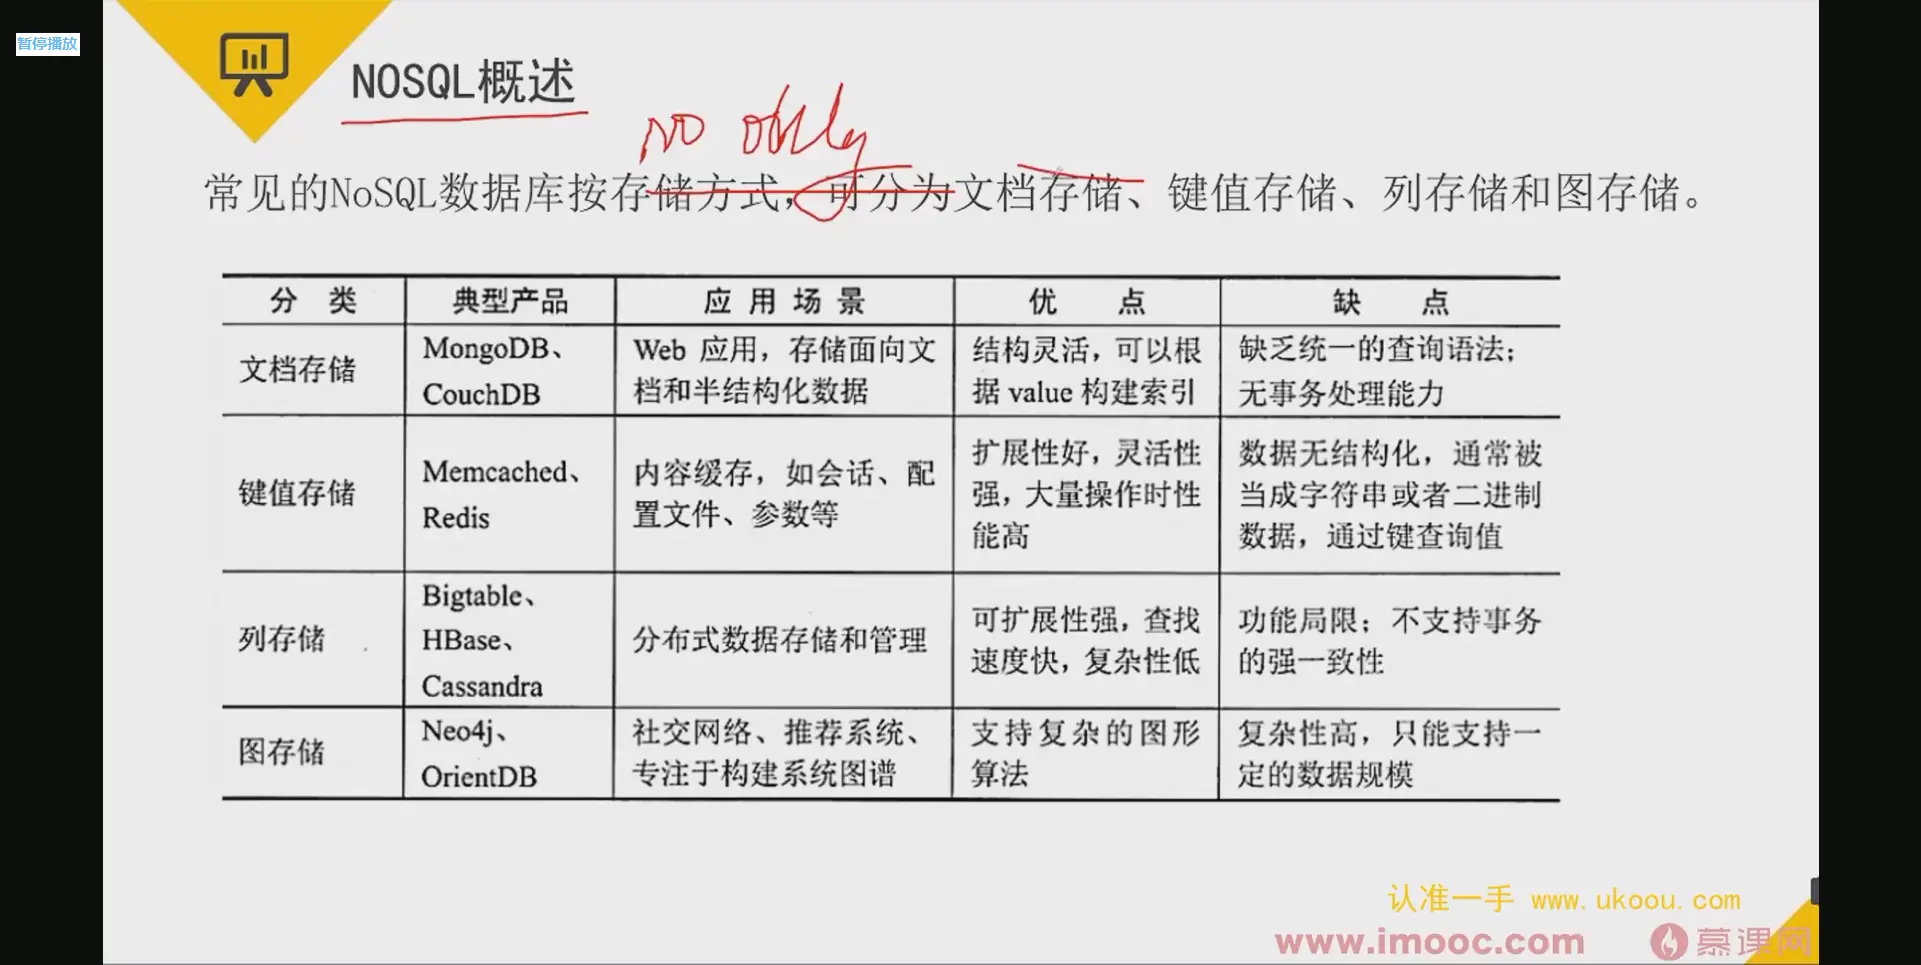 暂停播放
NOSQL概述
NO only
常见的NoSQL数据库按存储方式，可分为文档存储、键值存储、列存储和图存储。
分 类 典型产品 应 用 场 景 优 点 缺 点
文档存储 MongoDB、 Web 应用，存储面向文 结构灵活，可以根 缺乏统一的查询语法；
CouchDB 档和半结构化数据 据 value 构建索引 无事务处理能力
键值存储 Memcached、 内容缓存，如会话、配 扩展性好，灵活性 数据无结构化，通常被
Redis 置文件、参数等 强，大量操作时性 当成字符串或者二进制
能高 数据，通过键查询值
列存储 Bigtable、 分布式数据存储和管理 可扩展性强，查找 功能局限；不支持事务
HBase、 速度快，复杂性低 的强一致性
Cassandra
图存储 Neo4j、 社交网络、推荐系统、 支持复杂的图形 复杂性高，只能支持一
OrientDB 专注于构建系统图谱 算法 定的数据规模
认准一手 www.ukoou.com
www.imooc.com 慕课网